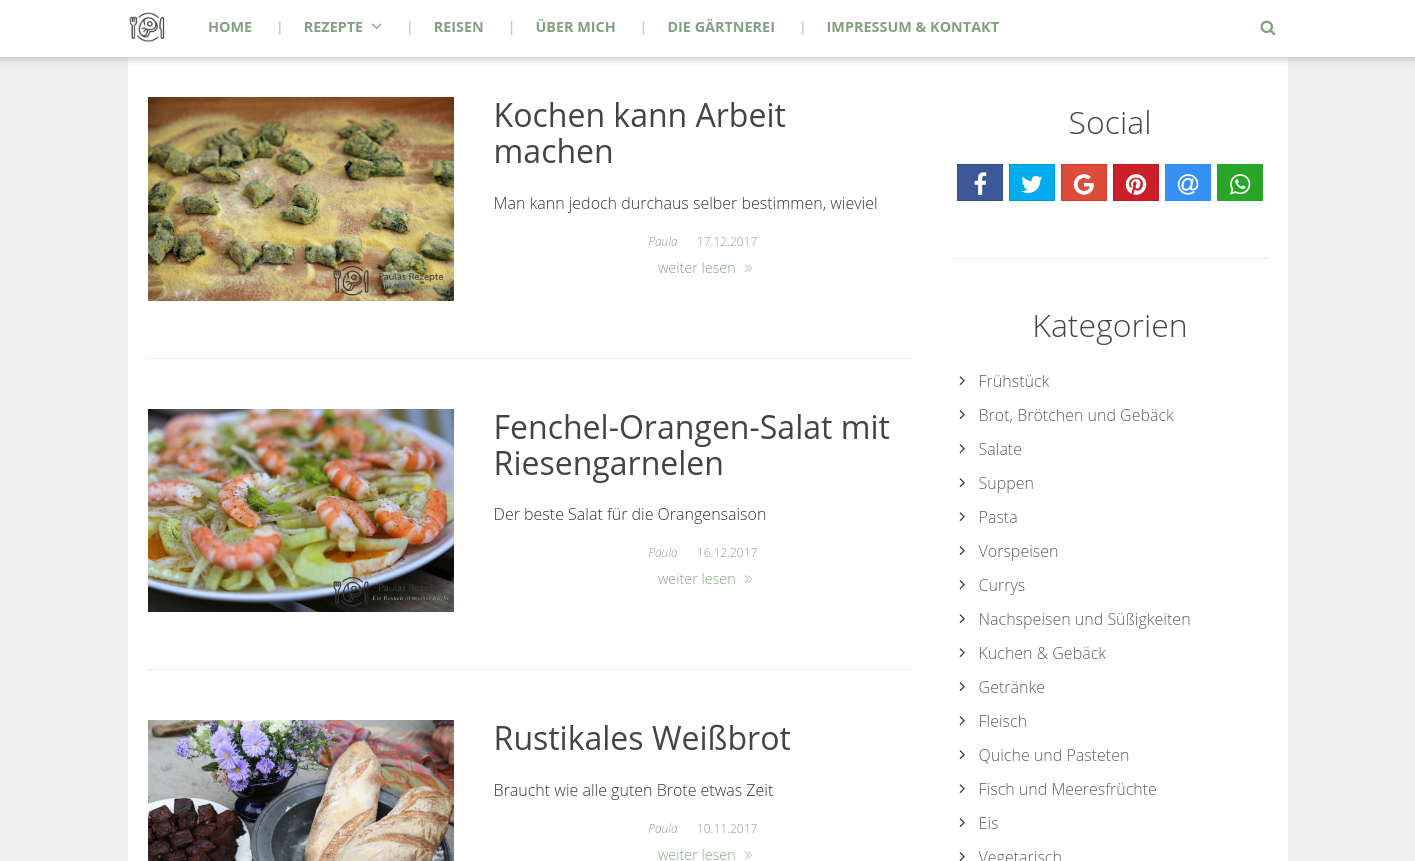 HOME | REZEPTE | REISEN | ÜBER MICH | DIE GÄRTNEREI | IMPRESSUM & KONTAKT
Kochen kann Arbeit
machen
Man kann jedoch durchaus selber bestimmen, wieviel
Paula 17.12.2017
weiter lesen »
Paulas Rezepte
Fenchel-Orangen-Salat mit
Riesengarnelen
Der beste Salat für die Orangensaison
Paula 16.12.2017
weiter lesen »
Paulas Rezepte
Rustikales Weißbrot
Braucht wie alle guten Brote etwas Zeit
Paula 10.11.2017
weiter lesen »
Social
Kategorien
Frühstück
Brot, Brötchen und Gebäck
Salate
Suppen
Pasta
Vorspeisen
Currys
Nachspeisen und Süßigkeiten
Kuchen & Gebäck
Getränke
Fleisch
Quiche und Pasteten
Fisch und Meeresfrüchte
Eis
Vegetarisch